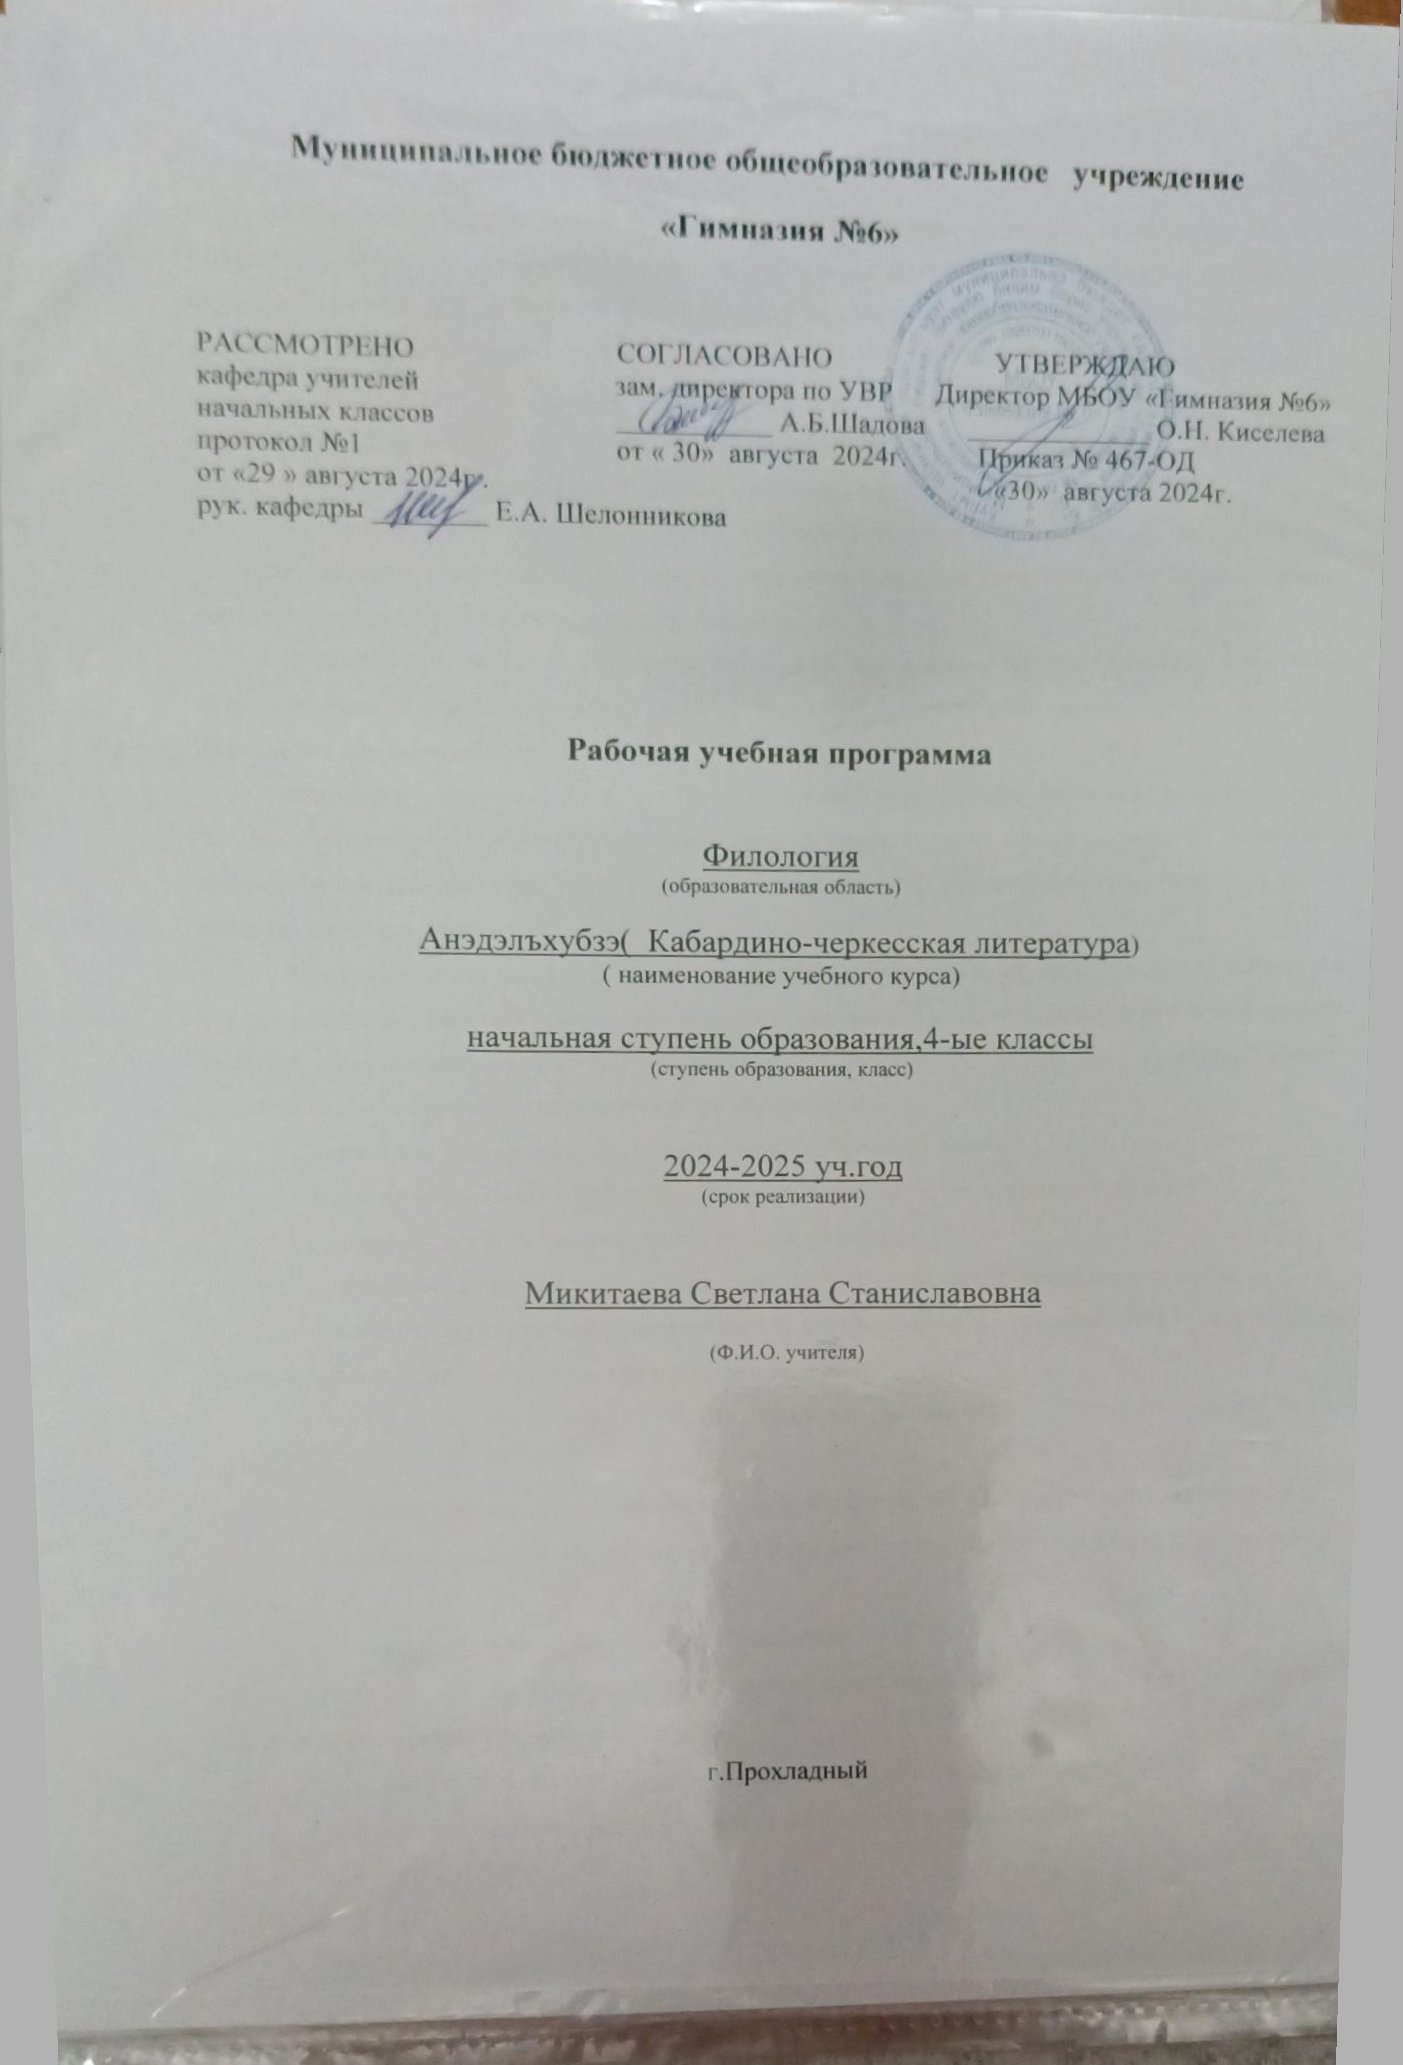 Муниципальное бюджетное общеобразовательное учреждение
«Гимназия №6»
РАССМОТРЕНО
кафедра учителей
начальных классов
протокол №1
от «29 » августа 2024г.
рук. кафедры __________ Е.А. Шелонникова
СОГЛАСОВАНО
зам. директора по УВР
____________ А.Б.Шадова
от « 30» августа 2024г.
УТВЕРЖДАЮ
Директор МБОУ «Гимназия №6»
______________ О.Н. Киселева
Приказ № 467-ОД
«30» августа 2024г.
Рабочая учебная программа
Филология
(образовательная область)
Анэдэлъхубзэ( Кабардино-черкесская литература)
( наименование учебного курса)
начальная ступень образования,4-ые классы
(ступень образования, класс)
2024-2025 уч.год
(срок реализации)
Микитаева Светлана Станиславовна
(Ф.И.О. учителя)
г.Прохладный